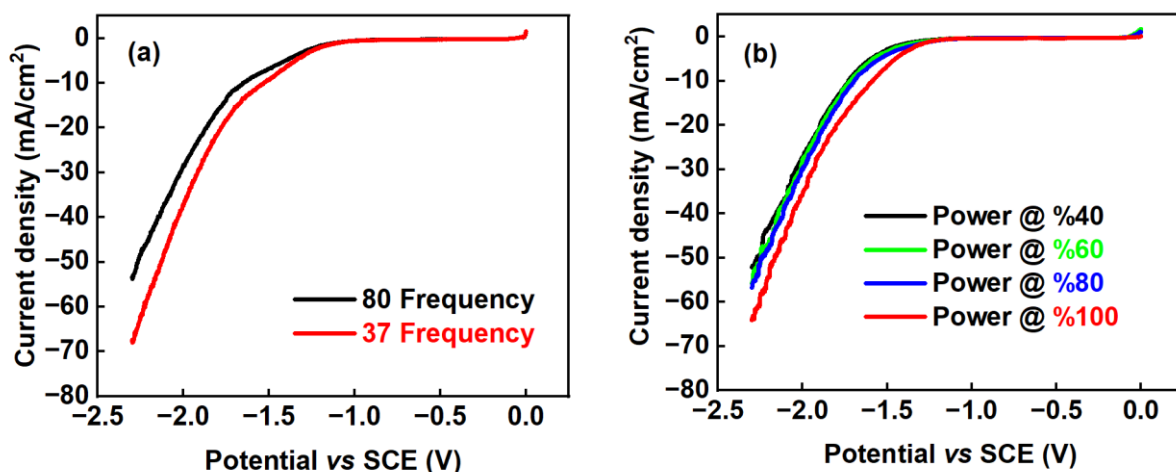 (a)
Current density (mA/cm²)
0
−10
−20
−30
−40
−50
−60
−70
−80
80 Frequency
37 Frequency
−2.5 −2.0 −1.5 −1.0 −0.5 0.0
Potential vs SCE (V)
(b)
Current density (mA/cm²)
0
−10
−20
−30
−40
−50
−60
−70
−80
Power @ %40
Power @ %60
Power @ %80
Power @ %100
−2.5 −2.0 −1.5 −1.0 −0.5 0.0
Potential vs SCE (V)